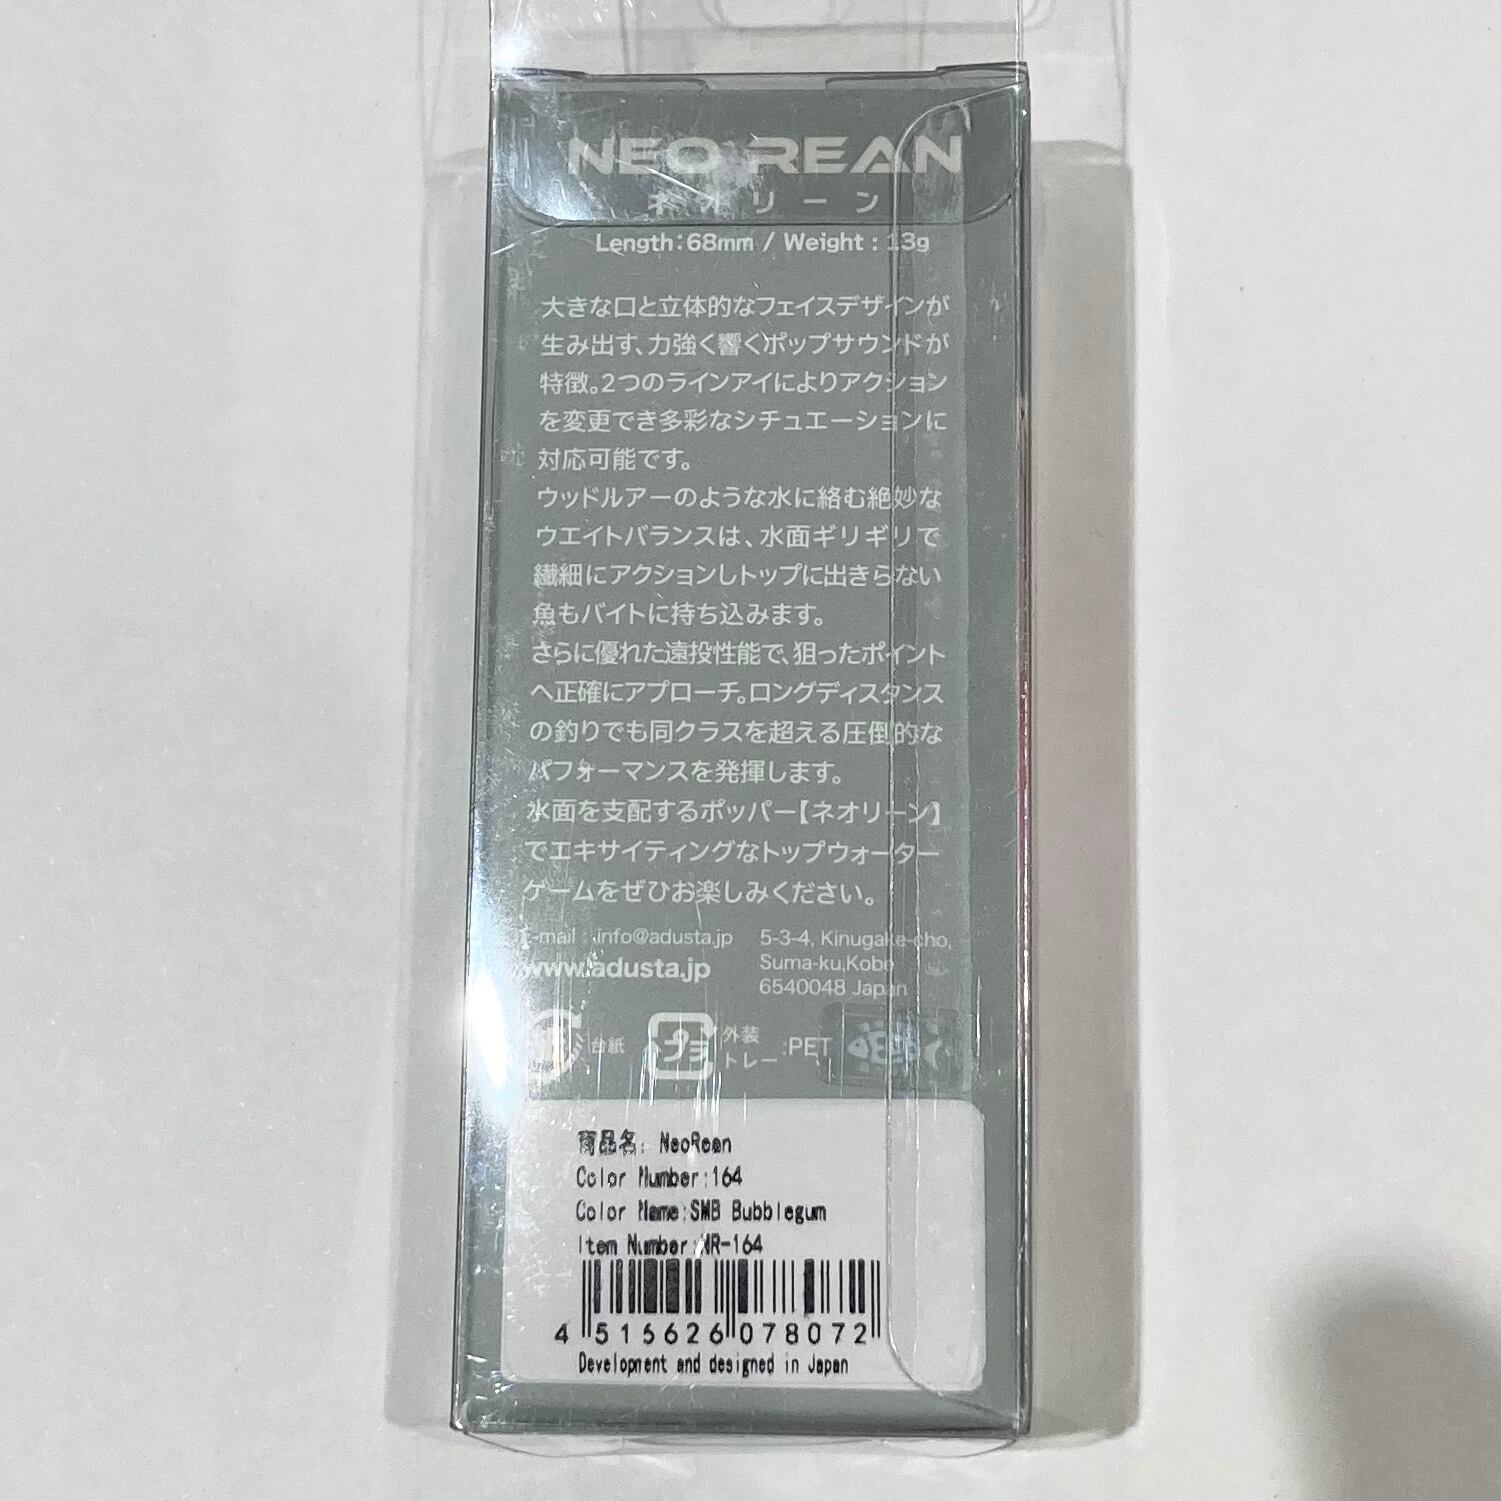 NEO REAN
ネオリーン
Length:68mm / Weight : 13g
大きな口と立体的なフェイスデザインが
生み出す、力強く響くポップサウンドが
特徴。2つのラインアイによりアクション
を変更でき多彩なシチュエーションに
対応可能です。
ウッドルアーのような水に絡む絶妙な
ウエイトバランスは、水面ギリギリで
繊細にアクションしトップに出きらない
魚もバイトに持ち込みます。
さらに優れた遠投性能で、狙ったポイント
へ正確にアプローチ。ロングディスタンス
の釣りでも同クラスを超える圧倒的な
パフォーマンスを発揮します。
水面を支配するポッパー【ネオリーン】
でエキサイティングなトップウォーター
ゲームをぜひお楽しみください。
E-mail : info@adusta.jp
www.adusta.jp
5-3-4, Kinugake-cho,
Suma-ku,Kobe
6540048 Japan
台紙
プラ
外装
トレー :PET
商品名: NeoRean
Color Number:164
Color Name:SMB Bubblegum
Item Number:NR-164
4 515626 078072
Development and designed in Japan